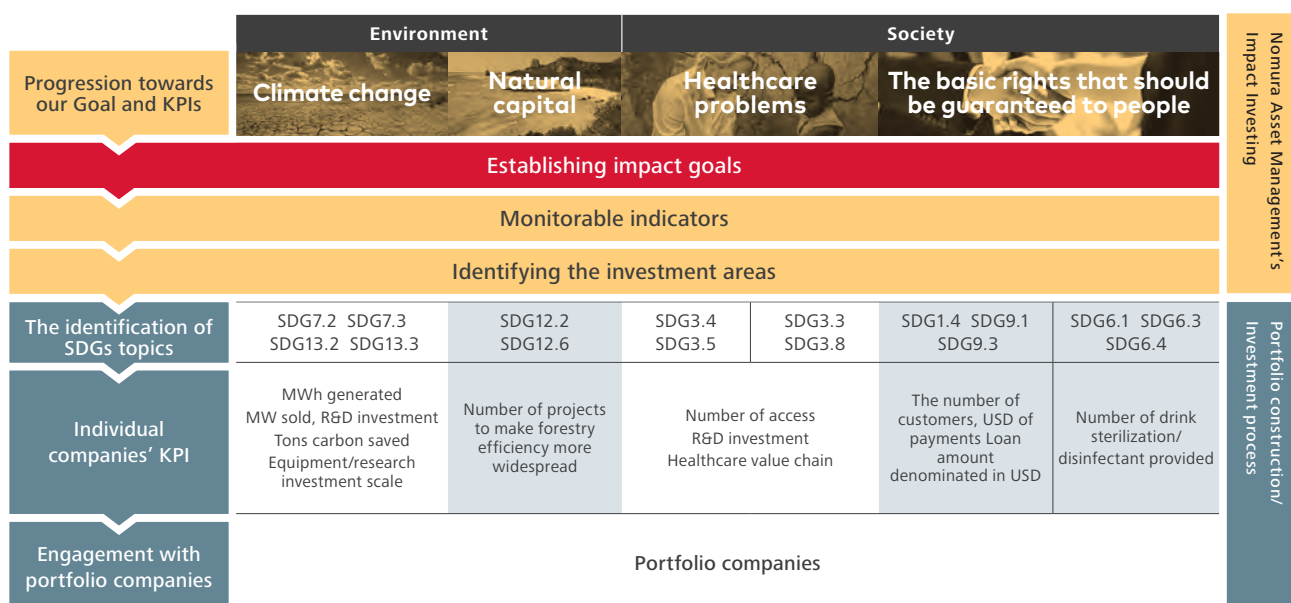 Environment
Society
Progression towards
our Goal and KPIs
Climate change
Natural
capital
Healthcare
problems
The basic rights that should
be guaranteed to people
Nomura Asset Management's
Impact Investing
Establishing impact goals
Monitorable indicators
Identifying the investment areas
The identification of
SDGs topics
SDG7.2 SDG7.3
SDG13.2 SDG13.3
SDG12.2
SDG12.6
SDG3.4
SDG3.5
SDG3.3
SDG3.8
SDG1.4 SDG9.1
SDG9.3
SDG6.1 SDG6.3
SDG6.4
Portfolio construction/
Investment process
Individual
companies' KPI
MWh generated
MW sold, R&D investment
Tons carbon saved
Equipment/research
investment scale
Number of projects
to make forestry
efficiency more
widespread
Number of access
R&D investment
Healthcare value chain
The number of
customers, USD of
payments Loan
amount
denominated in USD
Number of drink
sterilization/
disinfectant provided
Engagement with
portfolio companies
Portfolio companies